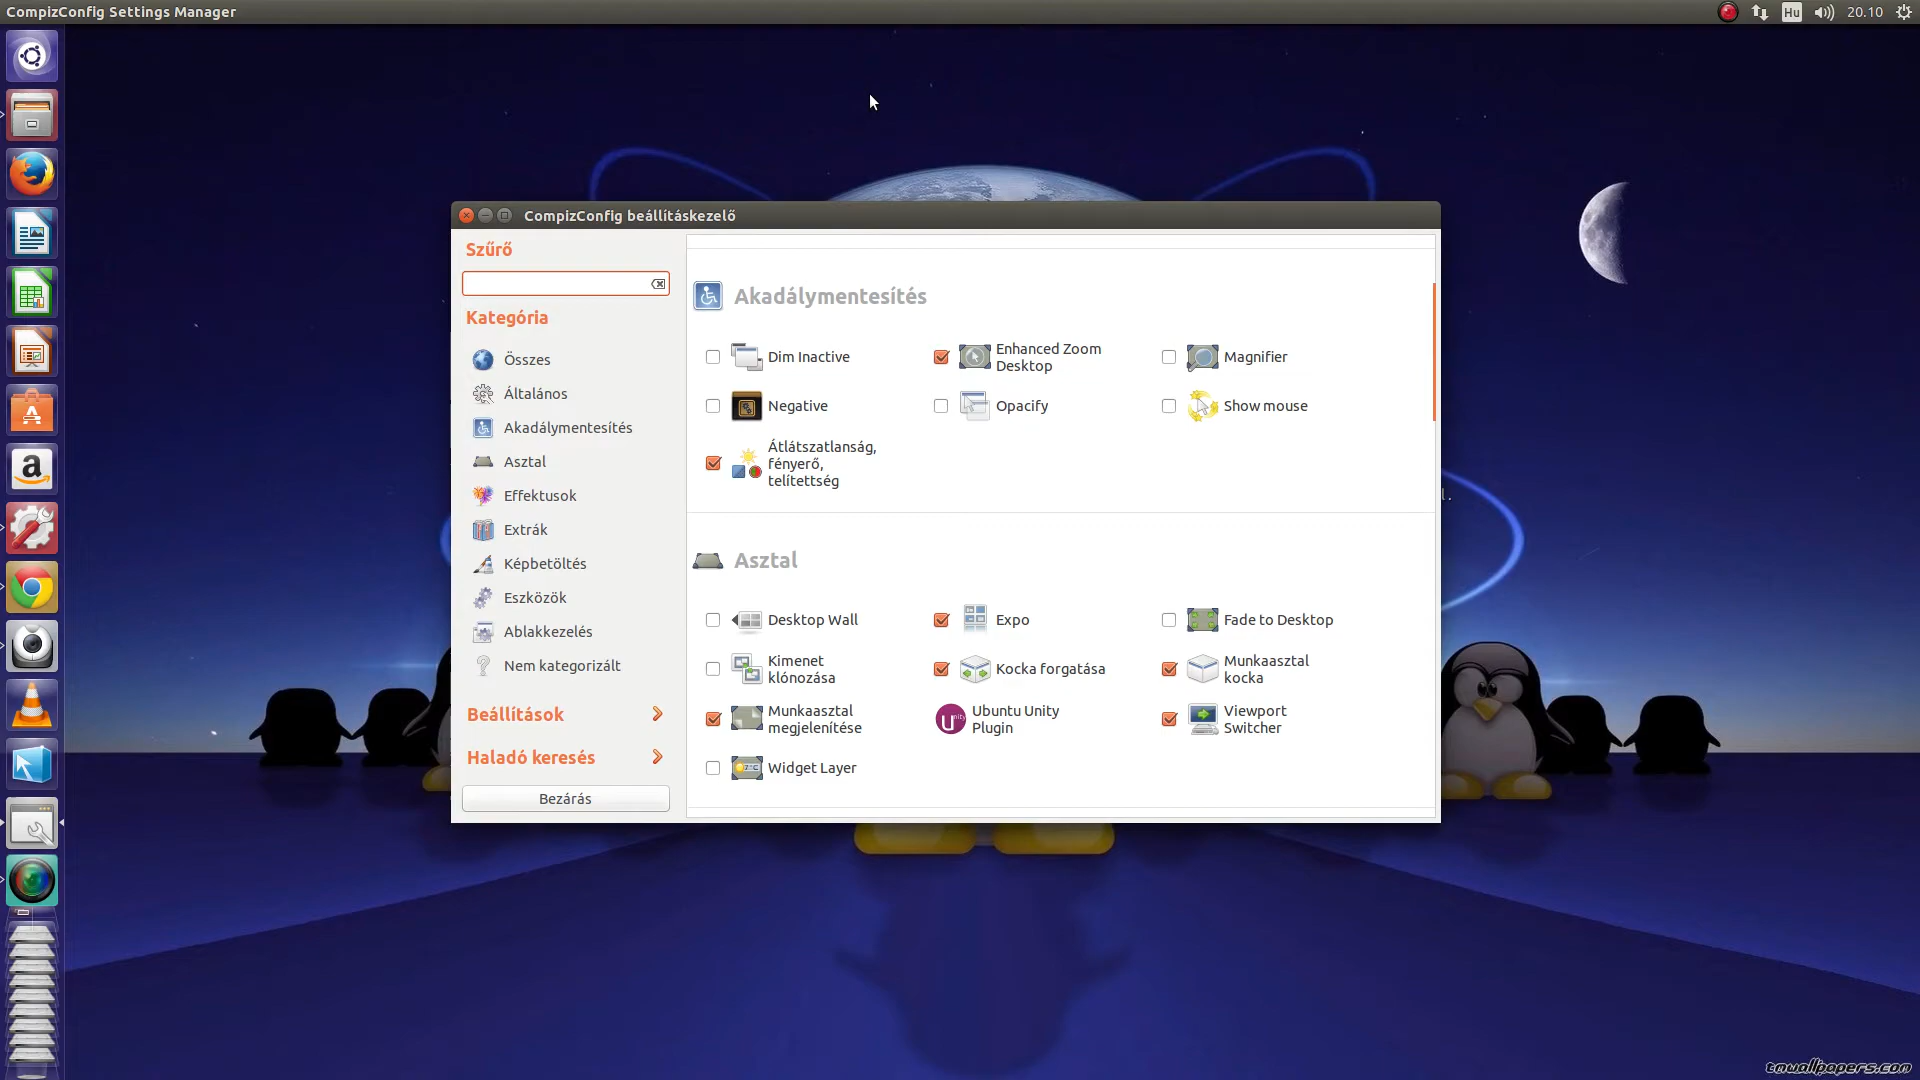 CompizConfig Settings Manager
Hu
20.10
CompizConfig beállításkezelő
Szűrő
Kategória
Összes
Általános
Akadálymentesítés
Asztal
Effektusok
Extrák
Képbetöltés
Eszközök
Ablakkezelés
Nem kategorizált
Beállítások
Haladó keresés
Bezárás
Akadálymentesítés
Dim Inactive
Enhanced Zoom
Desktop
Magnifier
Negative
Opacify
Show mouse
Átlátszatlanság,
fényerő,
telítettség
Asztal
Desktop Wall
Expo
Fade to Desktop
Kimenet
klónozása
Kocka forgatása
Munkaasztal
kocka
Munkaasztal
megjelenítése
Ubuntu Unity
Plugin
Viewport
Switcher
Widget Layer
tmwallpapers.com